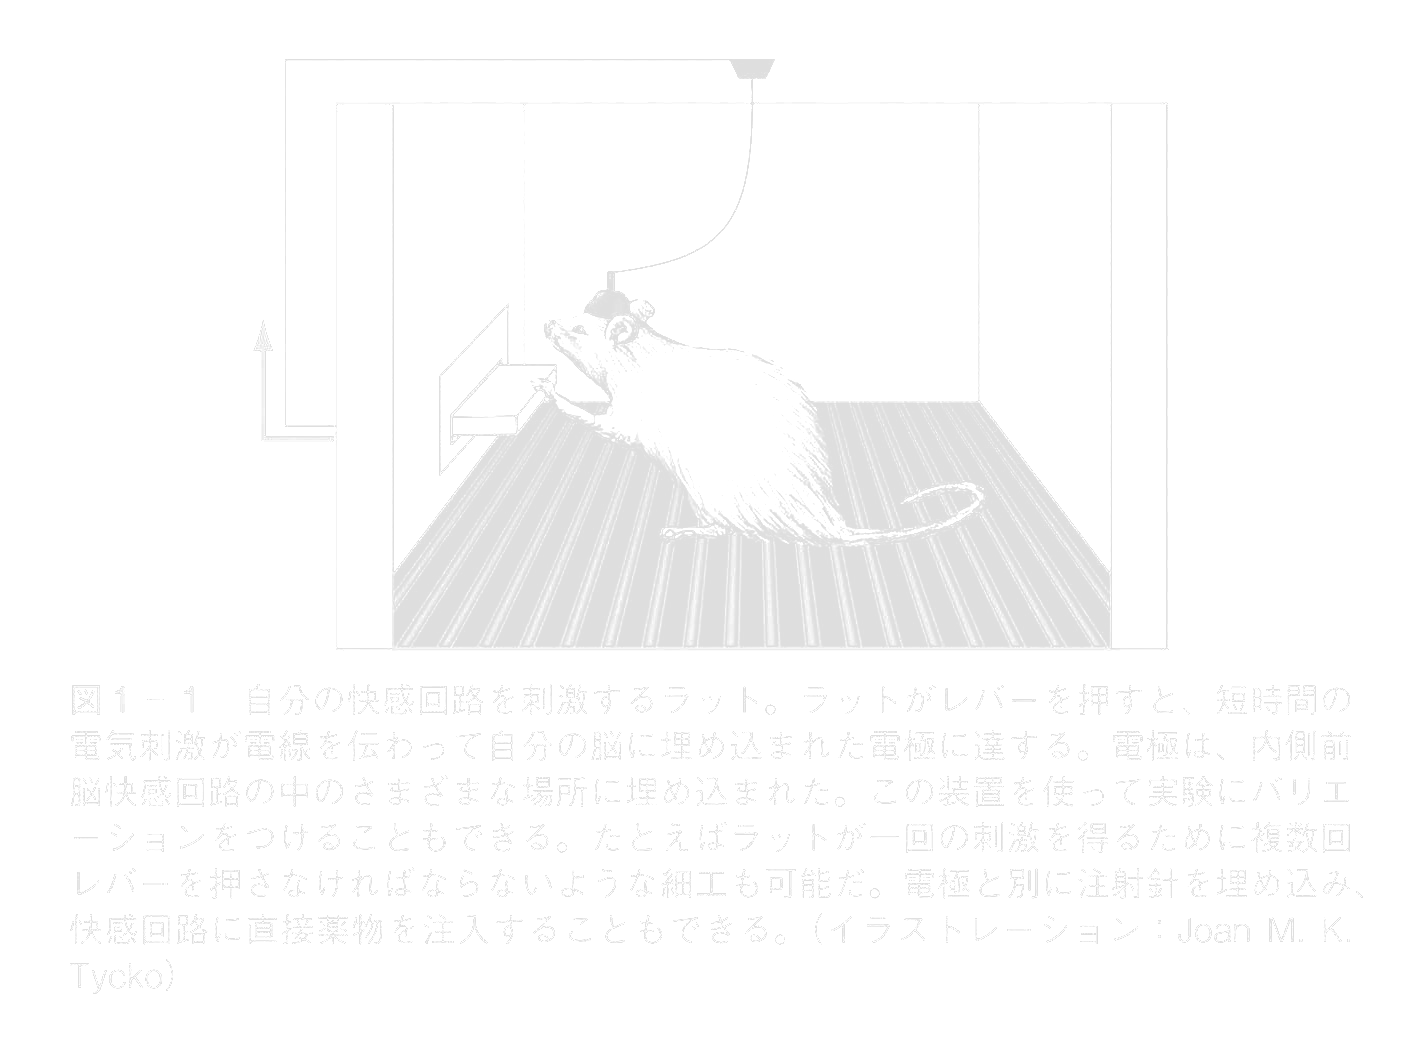 図1−1　自分の快感回路を刺激するラット。ラットがレバーを押すと、短時間の
電気刺激が電線を伝わって自分の脳に埋め込まれた電極に達する。電極は、内側前
脳快感回路の中のさまざまな場所に埋め込まれた。この装置を使って実験にバリエ
ーションをつけることもできる。たとえばラットが一回の刺激を得るために複数回
レバーを押さなければならないような細工も可能だ。電極と別に注射針を埋め込み、
快感回路に直接薬物を注入することもできる。（イラストレーション：Joan M. K.
Tycko）